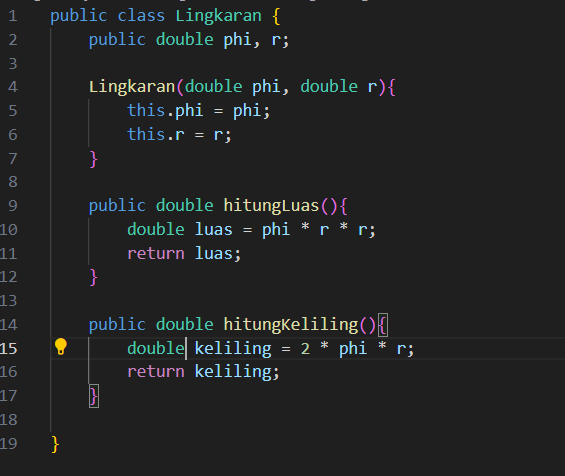 1 public class Lingkaran {
2     public double phi, r;
3
4     Lingkaran(double phi, double r){
5         this.phi = phi;
6         this.r = r;
7     }
8
9     public double hitungLuas(){
10         double luas = phi * r * r;
11         return luas;
12     }
13
14     public double hitungKeliling(){
15         double keliling = 2 * phi * r;
16         return keliling;
17     }
18
19 }